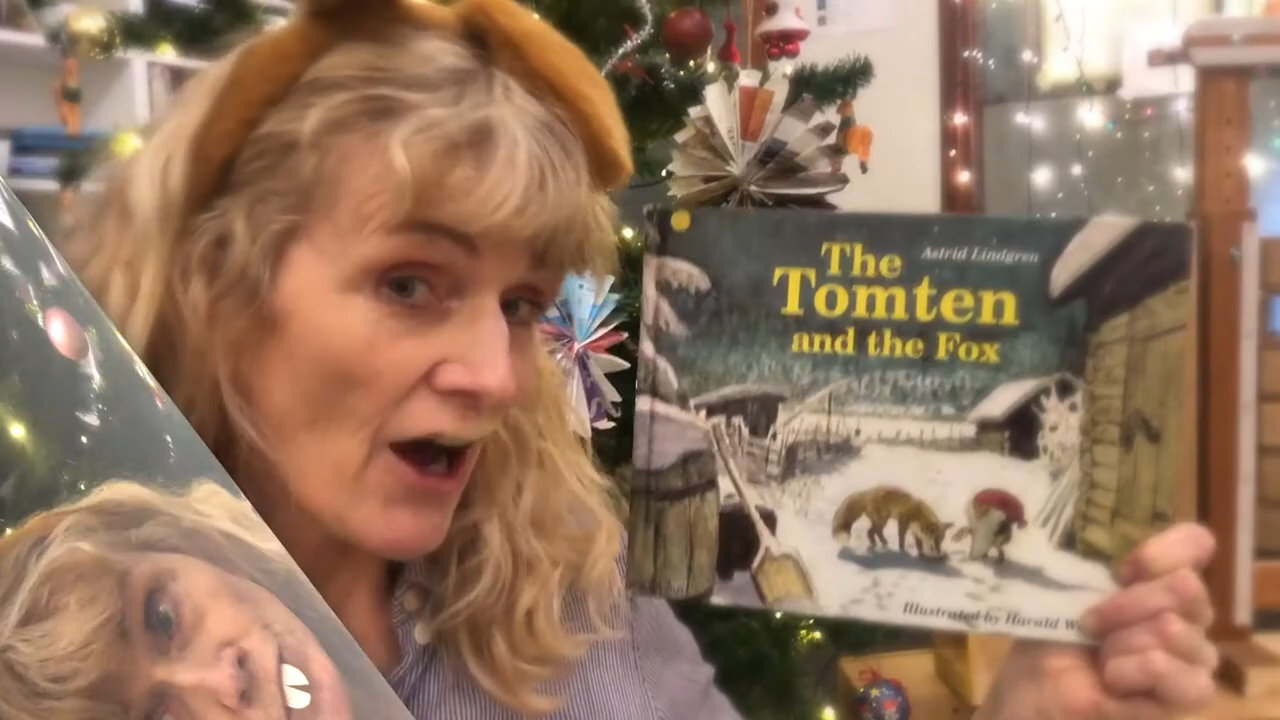 Astrid Lindgren
The
Tomten
and the Fox
Illustrated by Harald